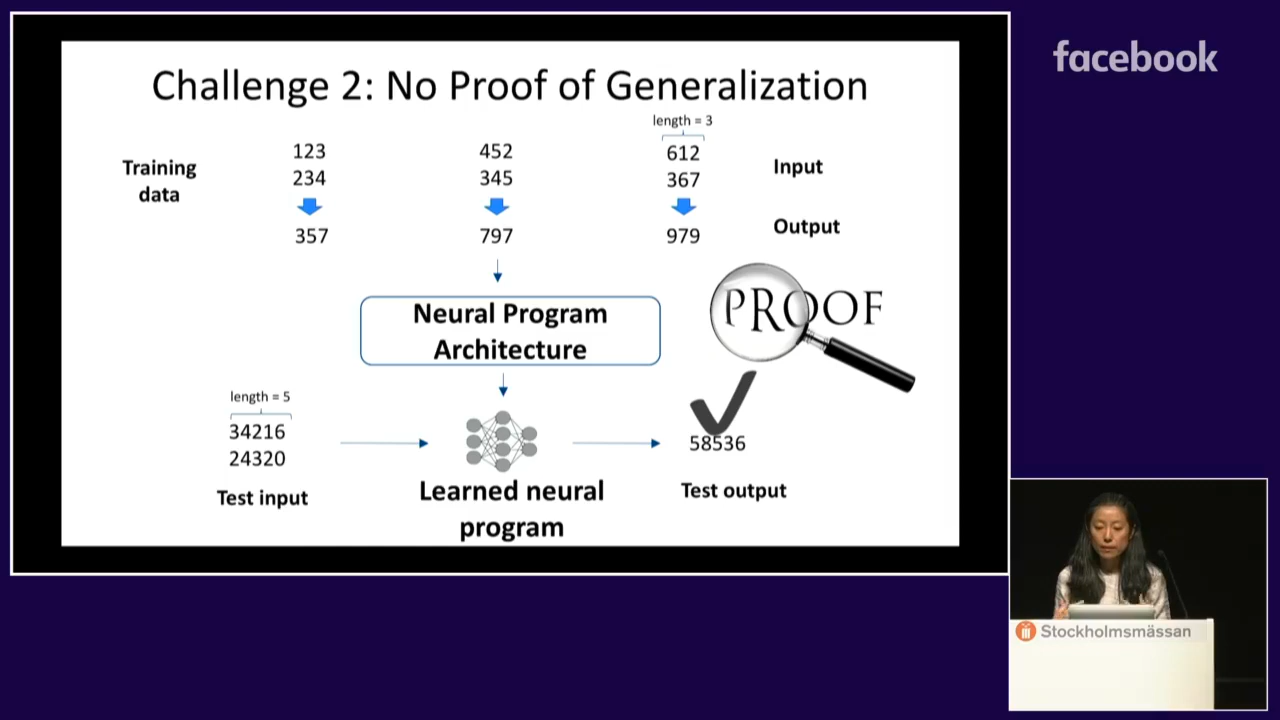 facebook
Challenge 2: No Proof of Generalization
length = 3
Training
data
123
234
357
452
345
797
612
367
979
Input
Output
Neural Program
Architecture
PROOF
length = 5
34216
24320
Test input
Learned neural
program
58536
Test output
Stockholmsmässan